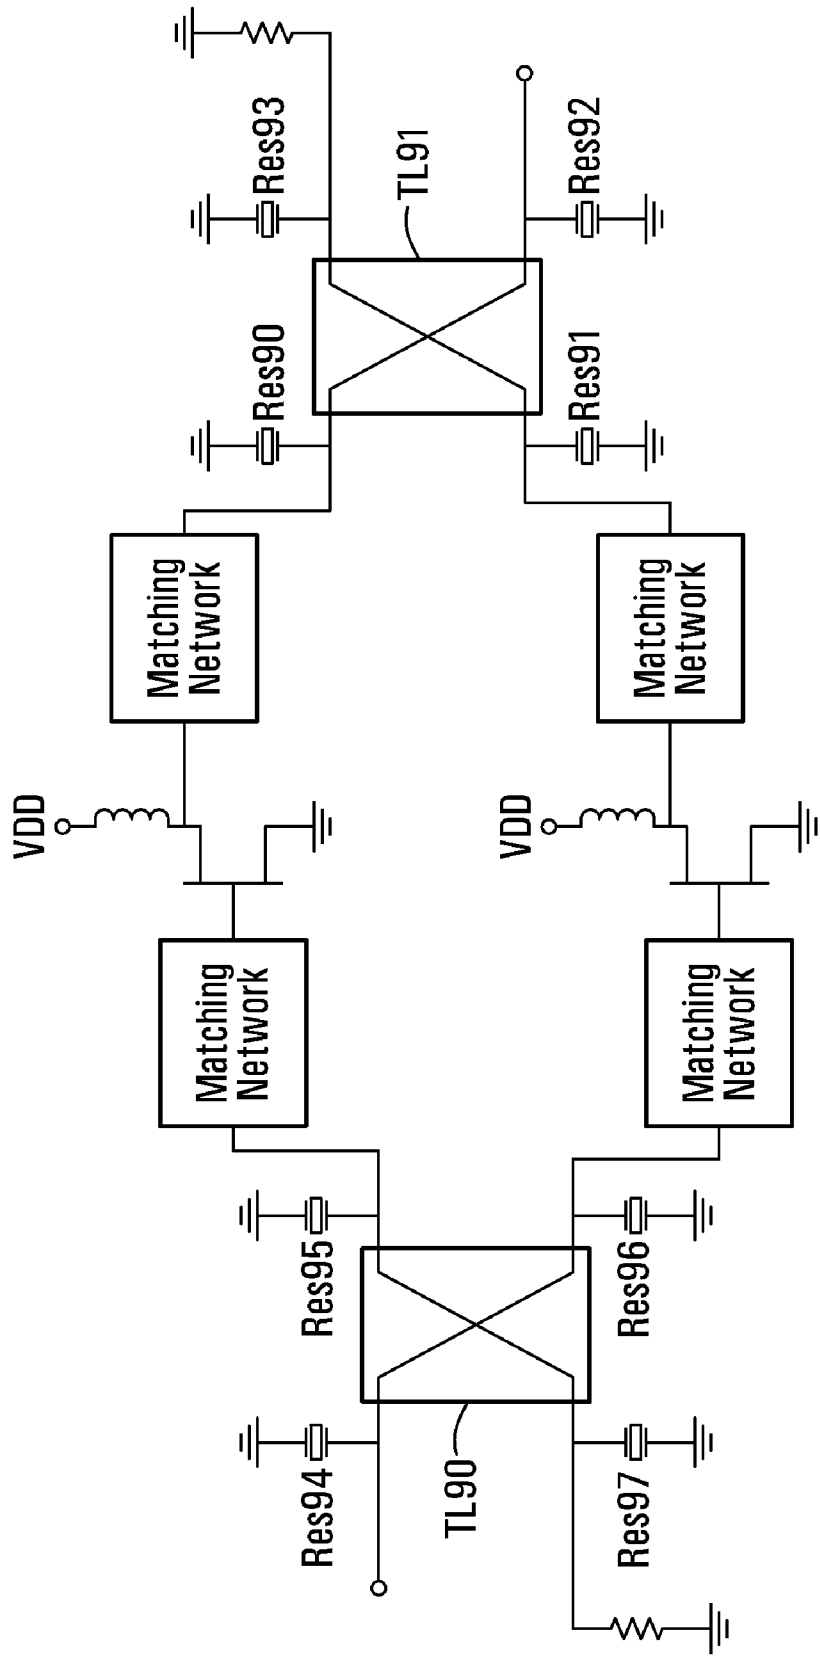 Res93
TL91
Res92
Res90
Res91
Matching
Network
Matching
Network
VDD
VDD
Matching
Network
Matching
Network
Res95
Res96
Res94
TL90
Res97